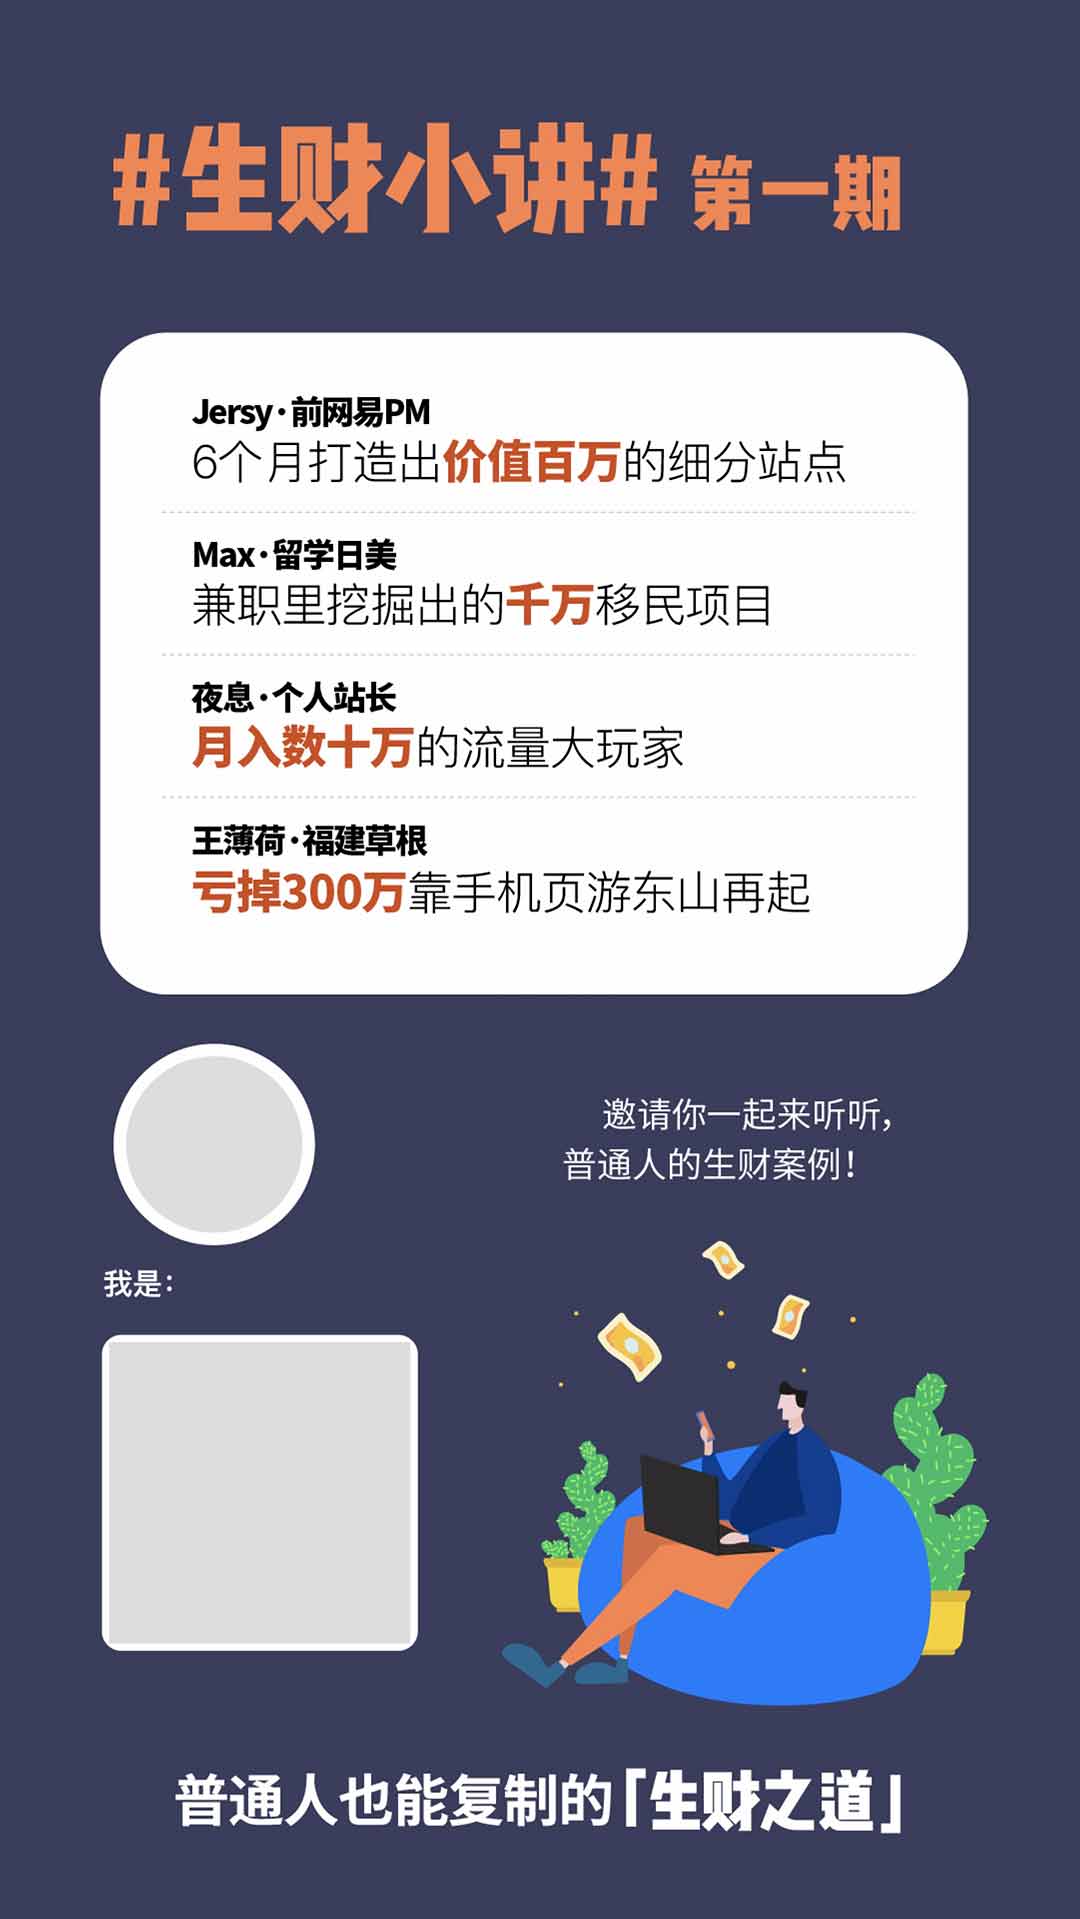 #生财小讲# 第一期
Jersy·前网易PM
6个月打造出价值百万的细分站点
Max·留学日美
兼职里挖掘出的千万移民项目
夜息·个人站长
月入数十万的流量大玩家
王薄荷·福建草根
亏掉300万靠手机页游东山再起
邀请你一起来听听，
普通人的生财案例！
我是：
普通人也能复制的「生财之道」